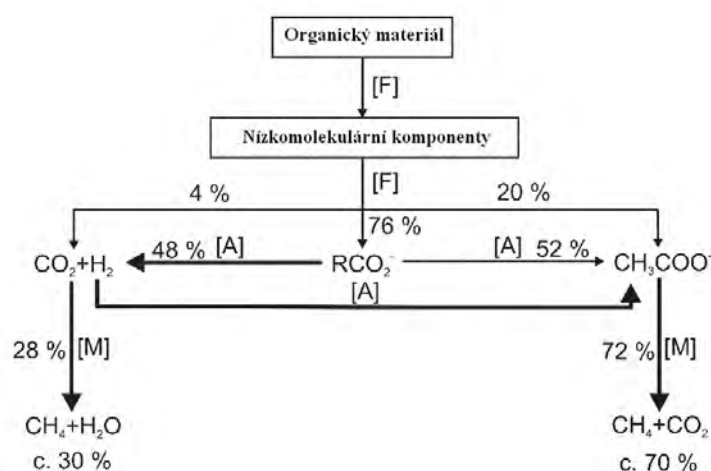 Organický materiál
[F]
Nízkomolekulární komponenty
[F]
4 %
20 %
76 %
48 %
[A]
[A]
52 %
CO₂+H₂
RCO₂⁻
CH₃COO⁻
[A]
28 %
[M]
72 %
[M]
CH₄+H₂O
CH₄+CO₂
c. 30 %
c. 70 %